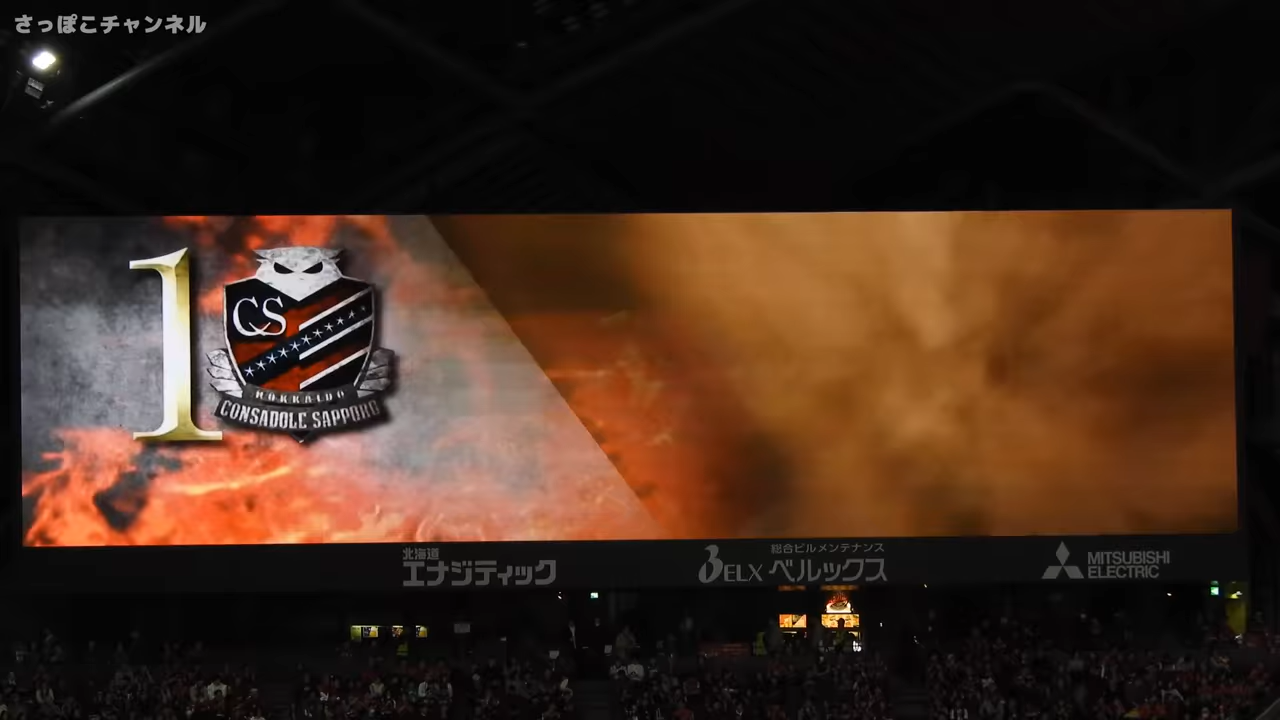 さっぽこチャンネル
1
CS
HOKKAIDO
CONSADOLE SAPPORO
北海道
エナジティック
BELX
総合ビルメンテナンス
ベルックス
MITSUBISHI
ELECTRIC